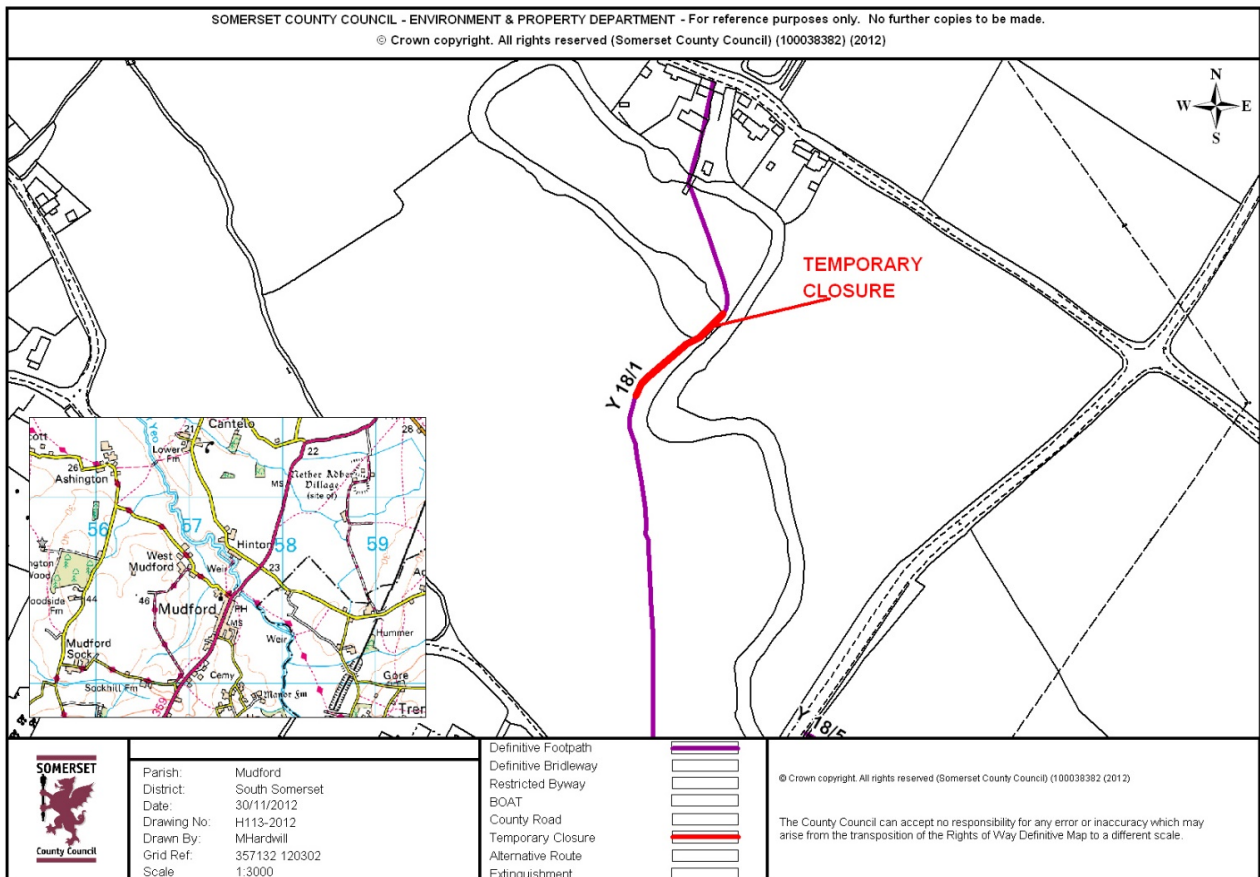 SOMERSET COUNTY COUNCIL - ENVIRONMENT & PROPERTY DEPARTMENT - For reference purposes only. No further copies to be made.
© Crown copyright. All rights reserved (Somerset County Council) (100038382) (2012)
N
W E
S
TEMPORARY
CLOSURE
Y 18/1
Y 18/5
Cantelo
21
Lower
Fm
Yeo
22
28
26
Ashington
MS
Nether Adber
Village
(site of)
56
57
58
59
Hinton
West
Mudford
Weir
23
44
46
Mudford
PH
MS
Weir
Hummer
Mudford
Sock
Sockhill Fm
Cemy
Manor Fm
Gore
SOMERSET
County Council
Parish: Mudford
District: South Somerset
Date: 30/11/2012
Drawing No: H113-2012
Drawn By: MHardwill
Grid Ref: 357132 120302
Scale 1:3000
Definitive Footpath
Definitive Bridleway
Restricted Byway
BOAT
County Road
Temporary Closure
Alternative Route
Extinguishment
© Crown copyright. All rights reserved (Somerset County Council) (100038382 (2012)
The County Council can accept no responsibility for any error or inaccuracy which may
arise from the transposition of the Rights of Way Definitive Map to a different scale.